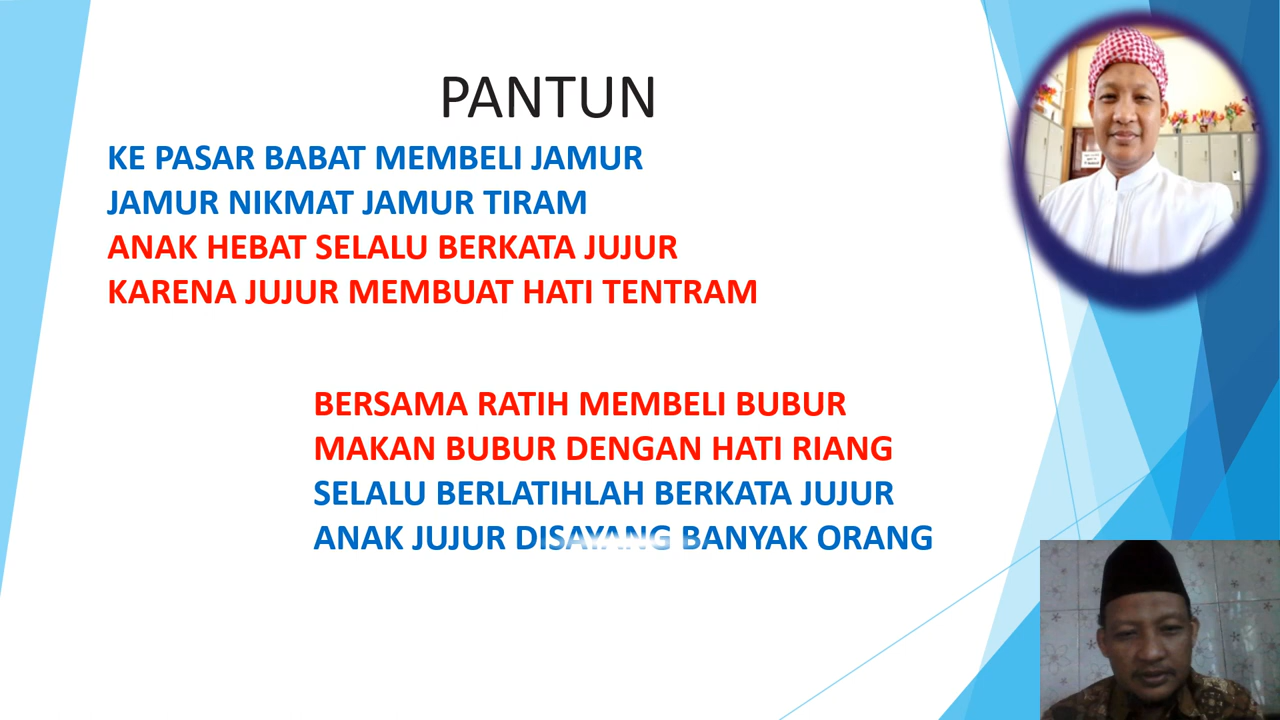 PANTUN
KE PASAR BABAT MEMBELI JAMUR
JAMUR NIKMAT JAMUR TIRAM
ANAK HEBAT SELALU BERKATA JUJUR
KARENA JUJUR MEMBUAT HATI TENTRAM
BERSAMA RATIH MEMBELI BUBUR
MAKAN BUBUR DENGAN HATI RIANG
SELALU BERLATIHLAH BERKATA JUJUR
ANAK JUJUR DISAYANG BANYAK ORANG